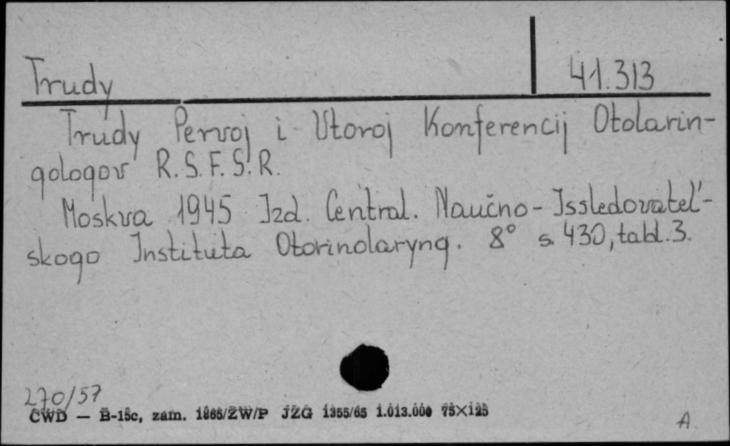 Trudy 41.313
Trudy Pervoj i Vtoroj Konferencij Otolarin-
gologov R.S.F.S.R.
Moskva 1945 Izd. Central. Naučno-Issledovatel'-
skogo Instituta Otorinolaryng. 8° s. 430, tabl. 3.
270/57
CWD — B-15c, zam. 1865/ZW/P JZG 1355/65 1.013.000 75×125
A